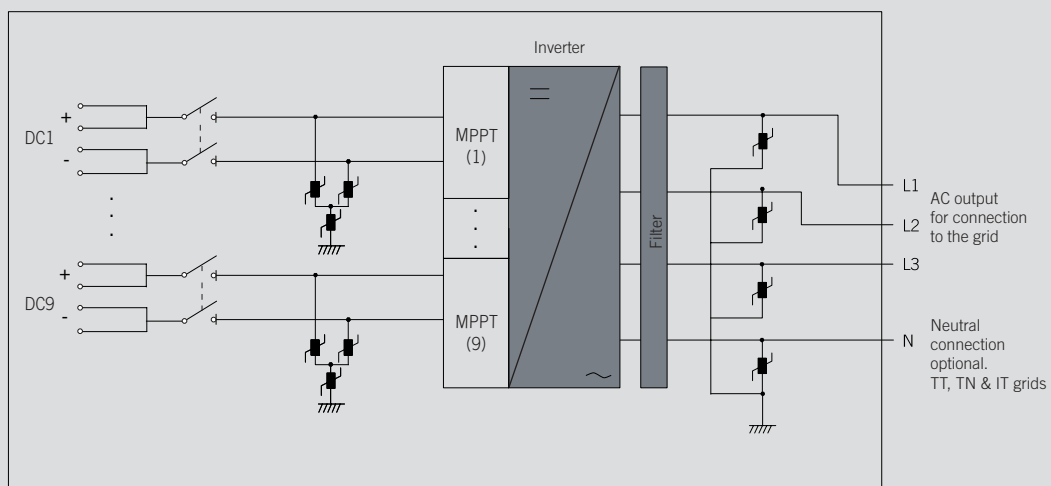 Inverter
DC1
+
-
MPPT
(1)
DC9
+
-
MPPT
(9)
Filter
L1
L2
L3
N
AC output
for connection
to the grid
Neutral
connection
optional.
TT, TN & IT grids